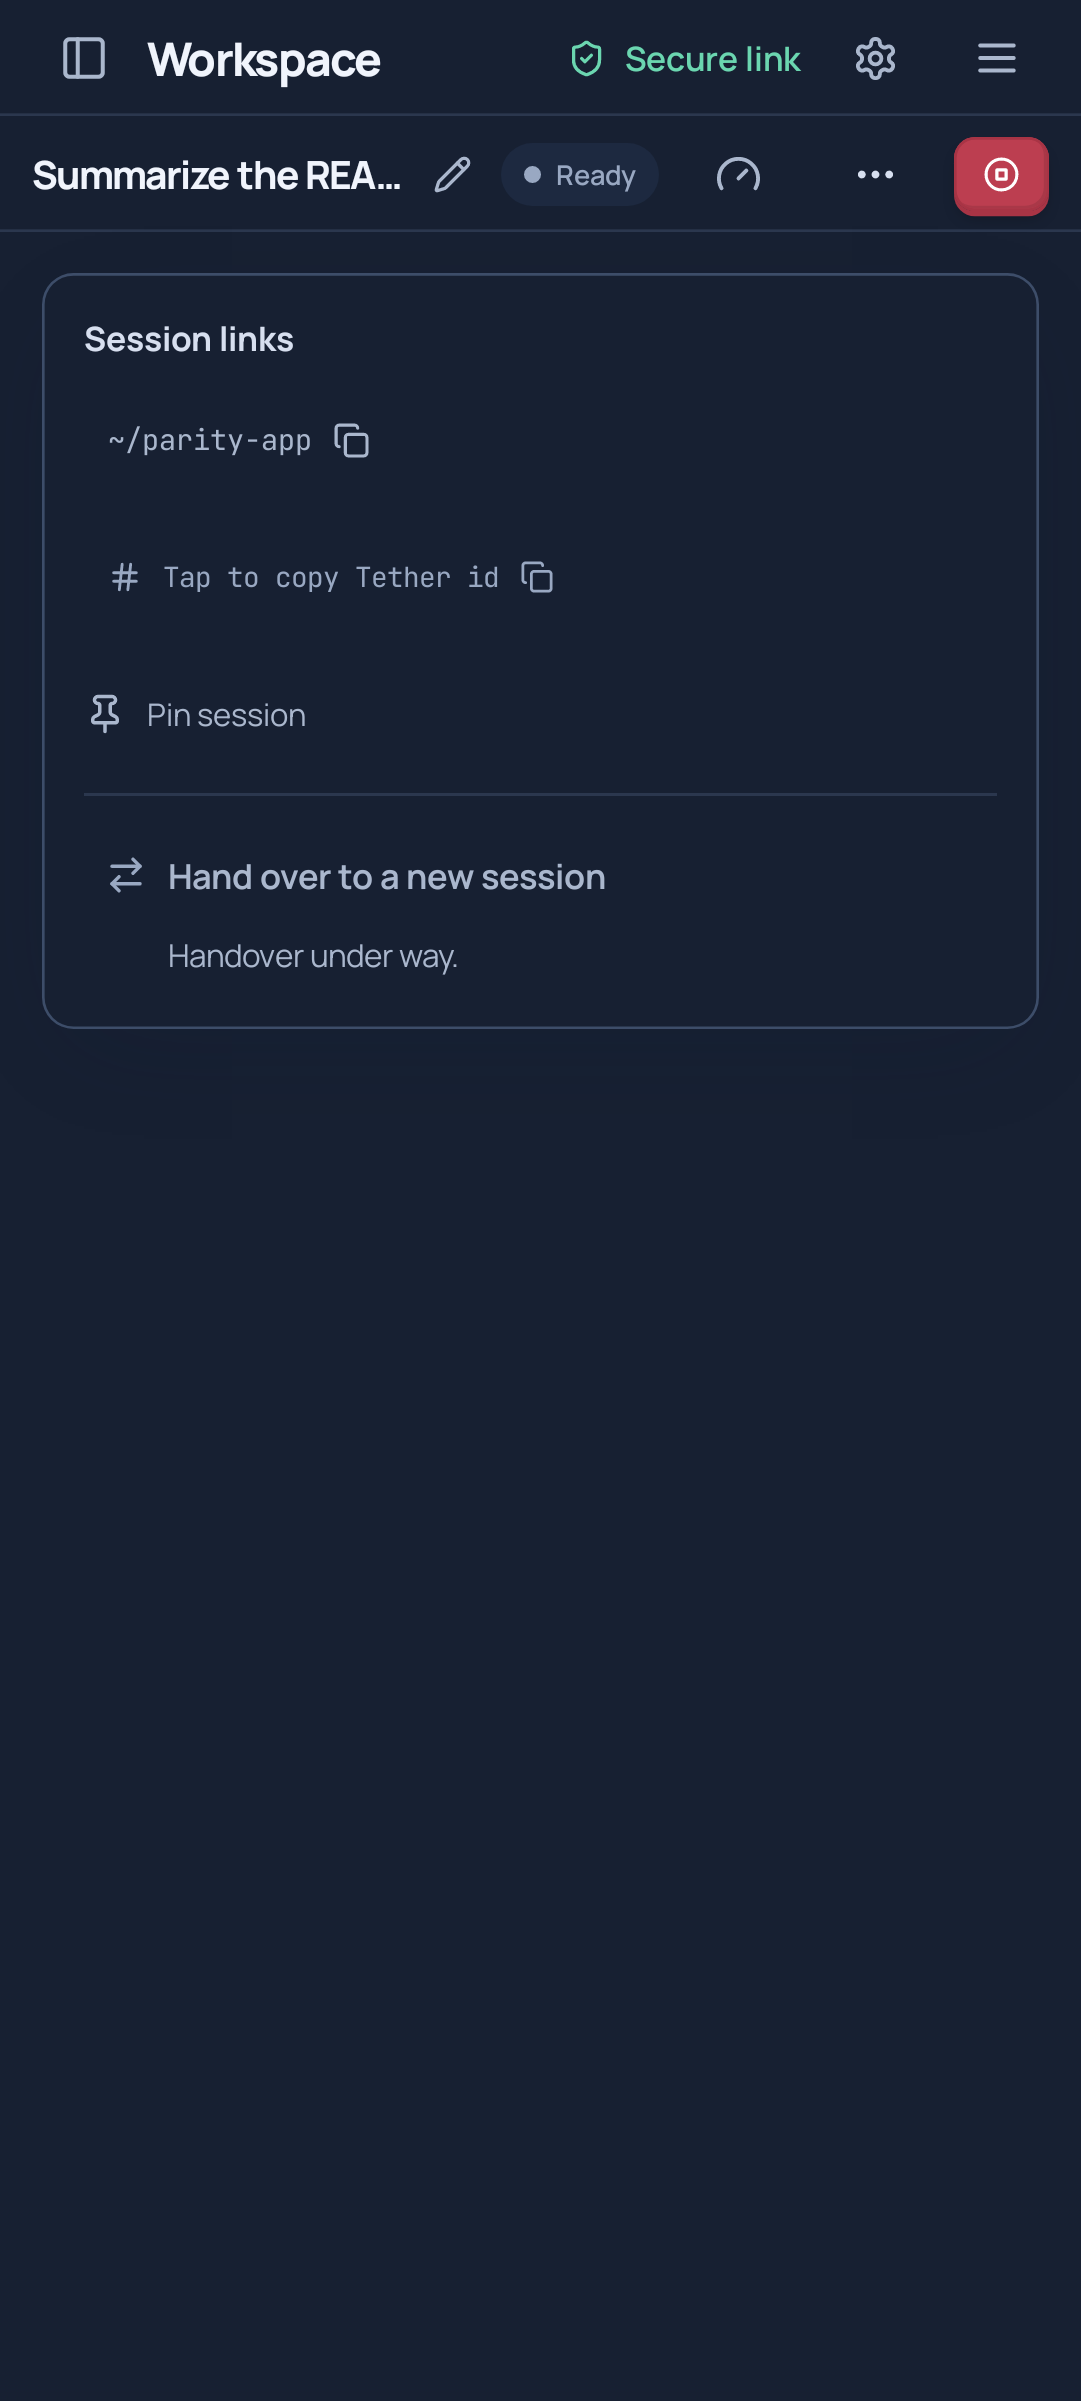 Workspace
Secure link
Summarize the REA...
Ready
Session links
~/parity-app
# Tap to copy Tether id
Pin session
Hand over to a new session
Handover under way.